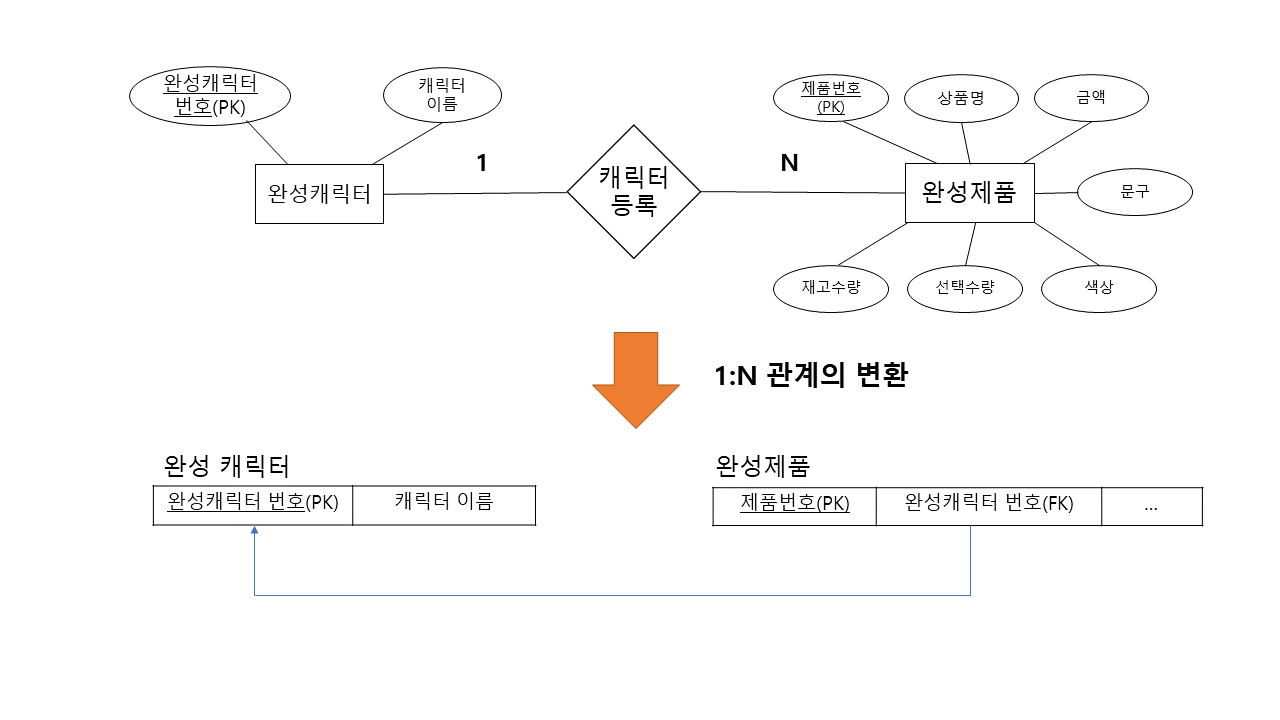 완성캐릭터
번호(PK)
캐릭터
이름
제품번호
(PK)
상품명
금액
1
N
완성캐릭터
캐릭터
등록
완성제품
문구
재고수량
선택수량
색상
1:N 관계의 변환
완성 캐릭터
완성캐릭터 번호(PK)
캐릭터 이름
완성제품
제품번호(PK)
완성캐릭터 번호(FK)
...